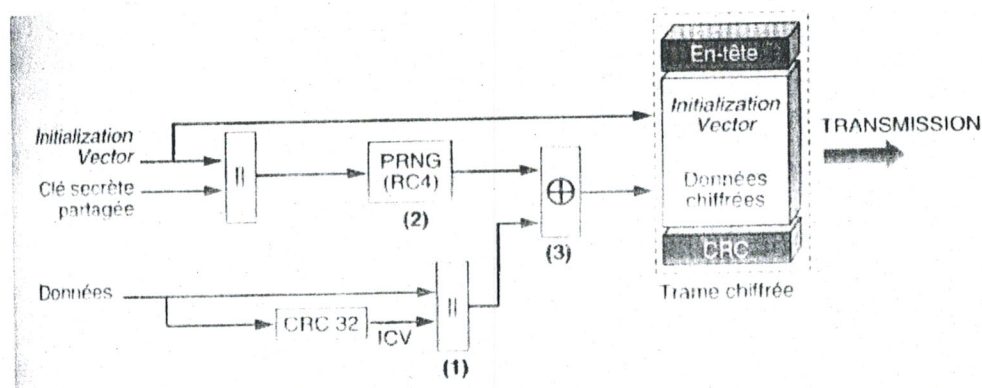 En-tête
Initialization
Vector
Données
chiffrées
CRC
Trame chiffrée
TRANSMISSION
Initialization
Vector
Clé secrète
partagée
||
PRNG
(RC4)
(2)
⊕
(3)
Données
CRC 32
ICV
||
(1)